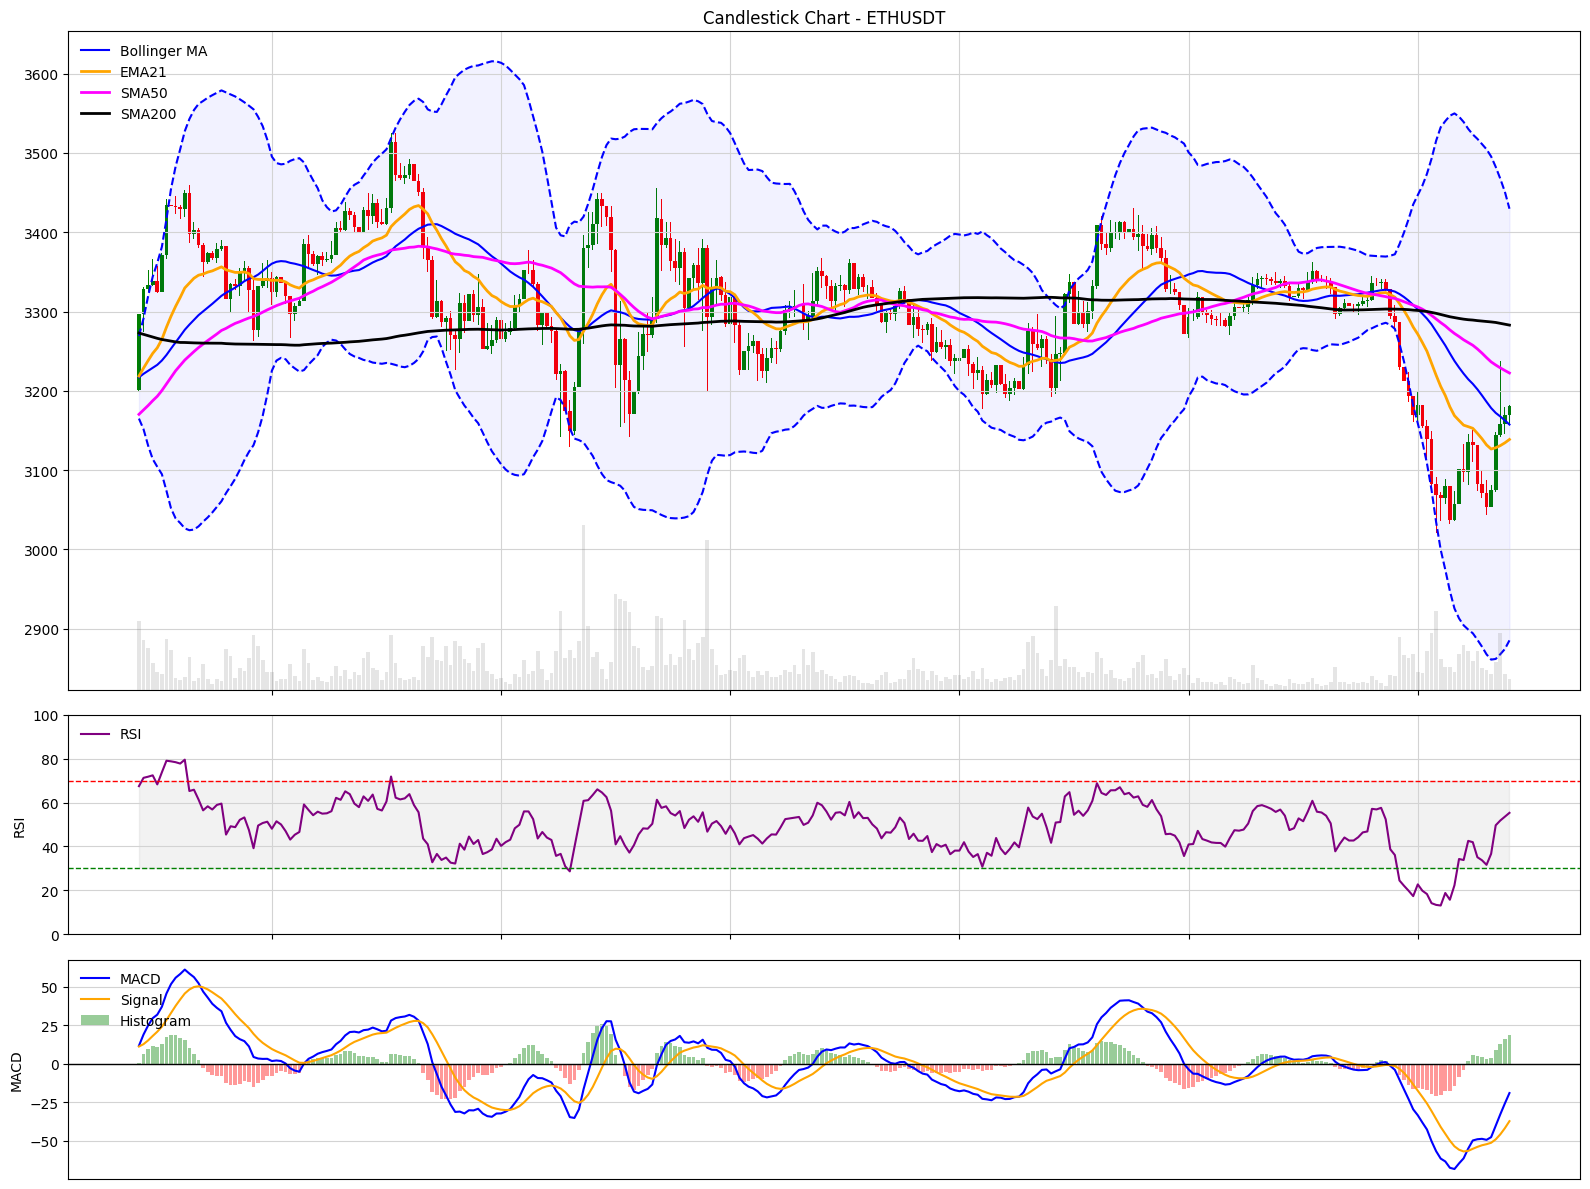 Candlestick Chart - ETHUSDT
Bollinger MA
EMA21
SMA50
SMA200
3600
3500
3400
3300
3200
3100
3000
2900
RSI
100
80
60
40
20
0
RSI
MACD
Signal
Histogram
50
25
0
−25
−50
MACD